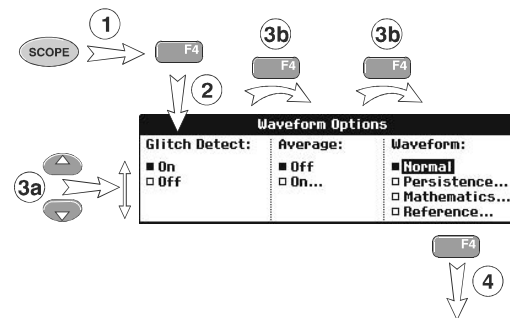 1
3b
3b
SCOPE
F4
F4
F4
2
Waveform Options
Glitch Detect:
■ On
□ Off
Average:
■ Off
□ On...
Waveform:
■ Normal
□ Persistence...
□ Mathematics...
□ Reference...
3a
F4
4